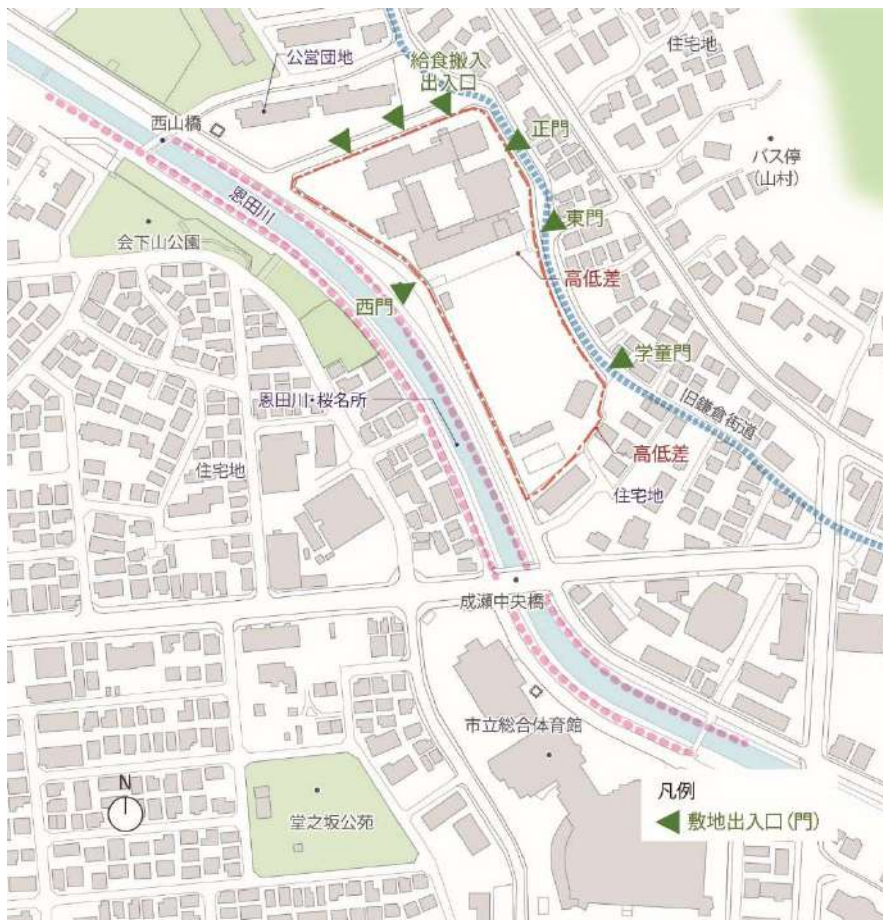 公営団地
給食搬入
出入口
住宅地
西山橋
正門
バス停
(山村)
恩田川
東門
会下山公園
高低差
西門
学童門
恩田川・桜名所
旧鎌倉街道
高低差
住宅地
住宅地
成瀬中央橋
市立総合体育館
N
凡例
堂之坂公苑
敷地出入口(門)